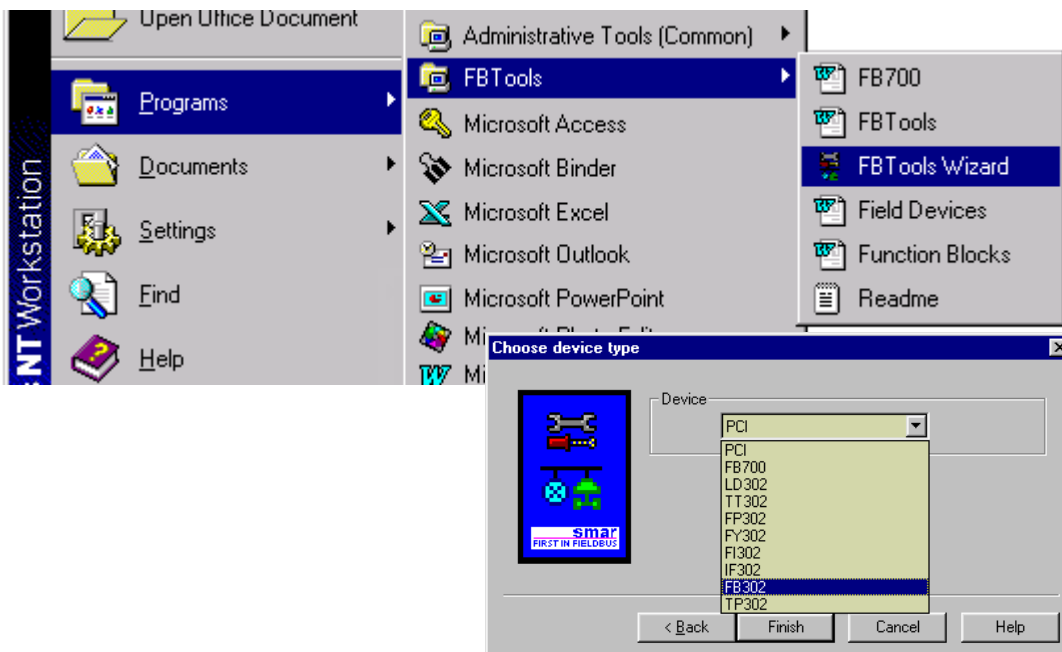 Open Office Document
Programs
Documents
Settings
Find
Help
NT Workstation
Administrative Tools (Common)
FBTools
Microsoft Access
Microsoft Binder
Microsoft Excel
Microsoft Outlook
Microsoft PowerPoint
FB700
FBTools
FBTools Wizard
Field Devices
Function Blocks
Readme
Choose device type
Device
PCI
PCI
FB700
LD302
TT302
FP302
FY302
FI302
IF302
FB302
TP302
smar
FIRST IN FIELDBUS
< Back
Finish
Cancel
Help